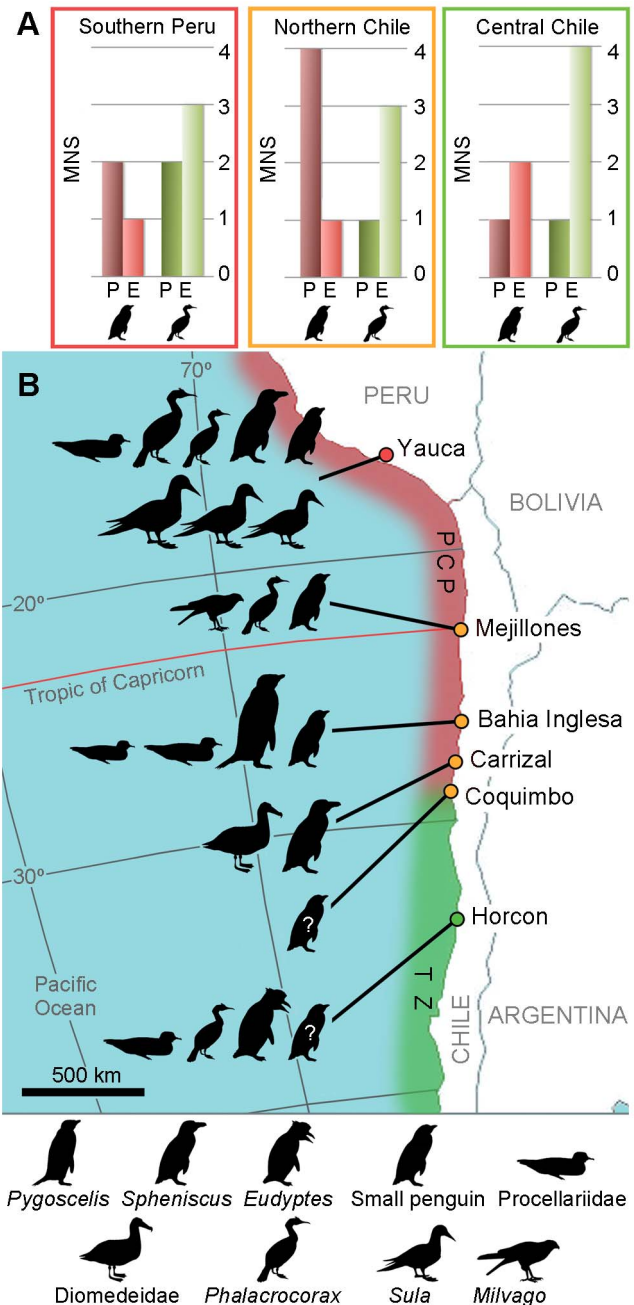 A
Southern Peru
4
3
2
1
0
MNS
P E P E
Northern Chile
4
3
2
1
0
MNS
P E P E
Central Chile
4
3
2
1
0
MNS
P E P E
B
70º
PERU
Yauca
BOLIVIA
PCP
20º
Mejillones
Tropic of Capricorn
Bahia Inglesa
Carrizal
Coquimbo
30º
?
Horcon
TZ
Pacific
Ocean
?
CHILE
ARGENTINA
500 km
Pygoscelis Spheniscus Eudyptes Small penguin Procellariidae
Diomedeidae Phalacrocorax Sula Milvago